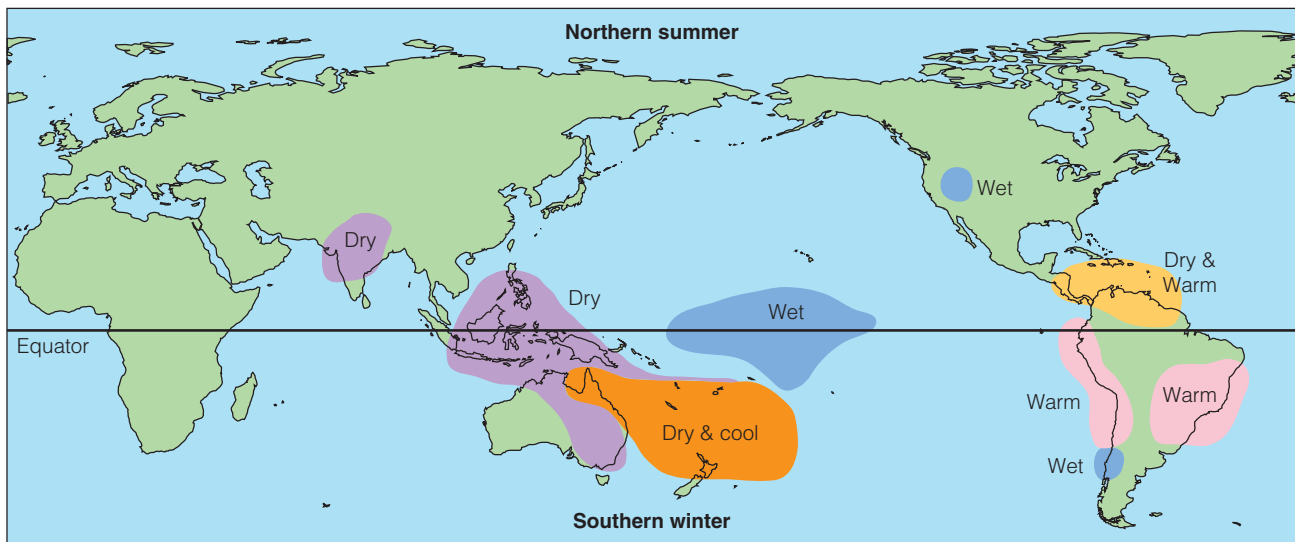 Northern summer
Wet
Dry
Dry &
Warm
Dry
Wet
Equator
Warm
Warm
Dry & cool
Wet
Southern winter